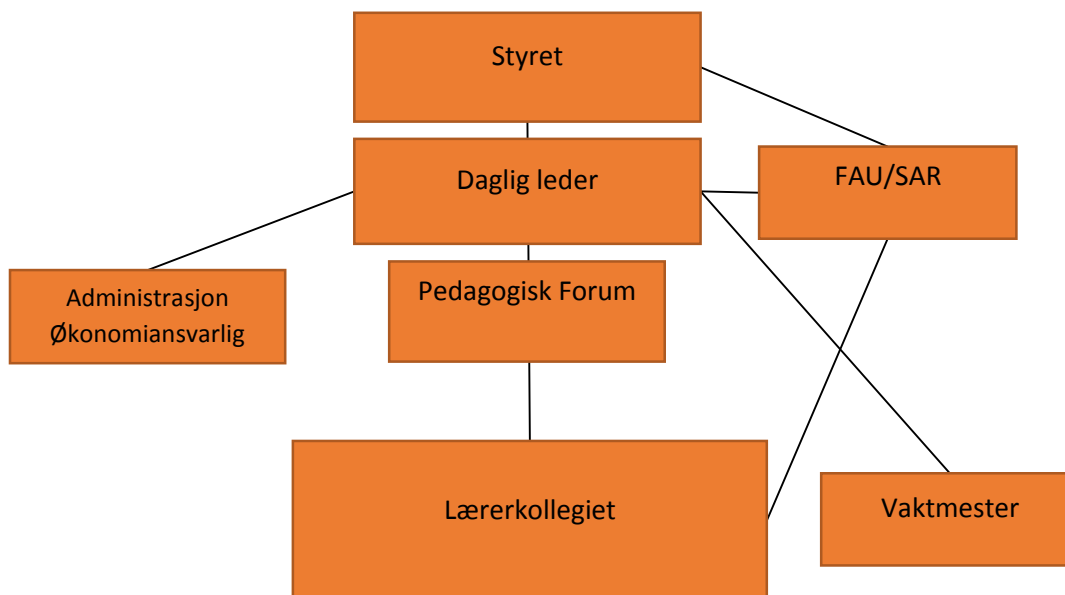 Styret
Daglig leder
FAU/SAR
Administrasjon
Økonomiansvarlig
Pedagogisk Forum
Lærerkollegiet
Vaktmester